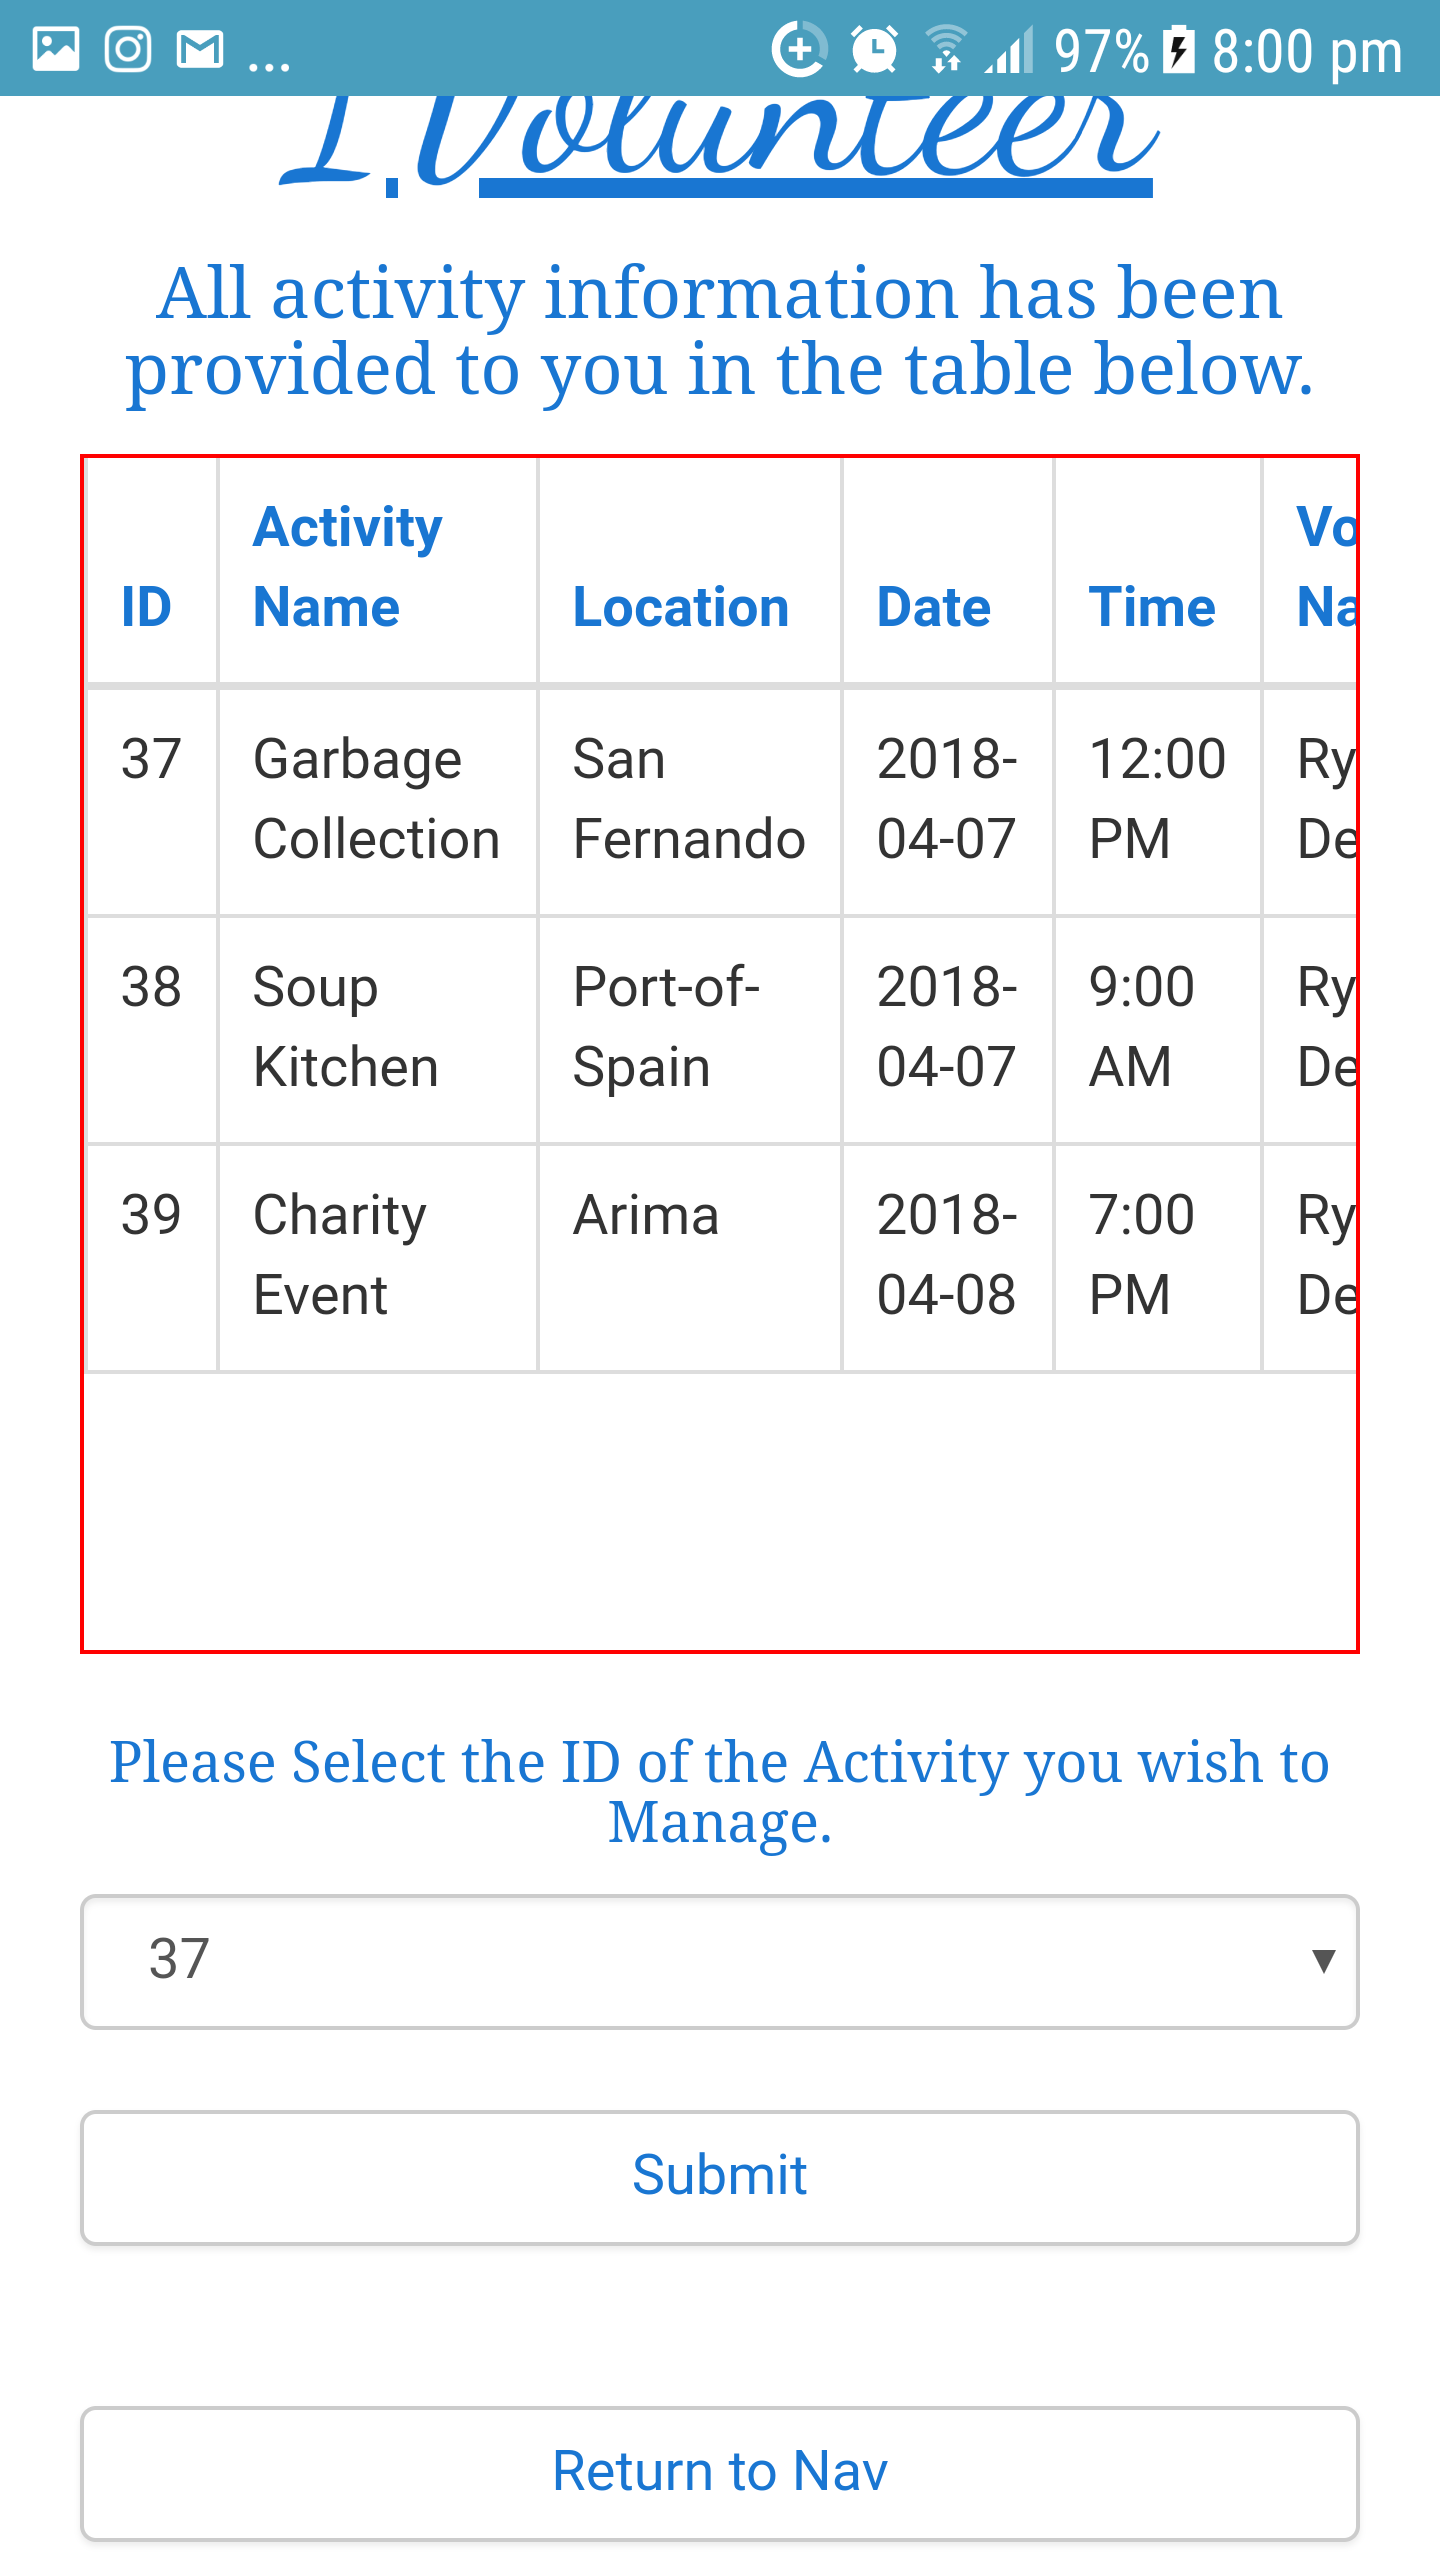 ... 97% 8:00 pm
I Volunteer
All activity information has been
provided to you in the table below.
Activity
Name
ID Location Date Time
37 Garbage San 2018- 12:00 Ry
Collection Fernando 04-07 PM De
38 Soup Port-of- 2018- 9:00 Ry
Kitchen Spain 04-07 AM De
39 Charity Arima 2018- 7:00 Ry
Event 04-08 PM De
Please Select the ID of the Activity you wish to
Manage.
37
Submit
Return to Nav